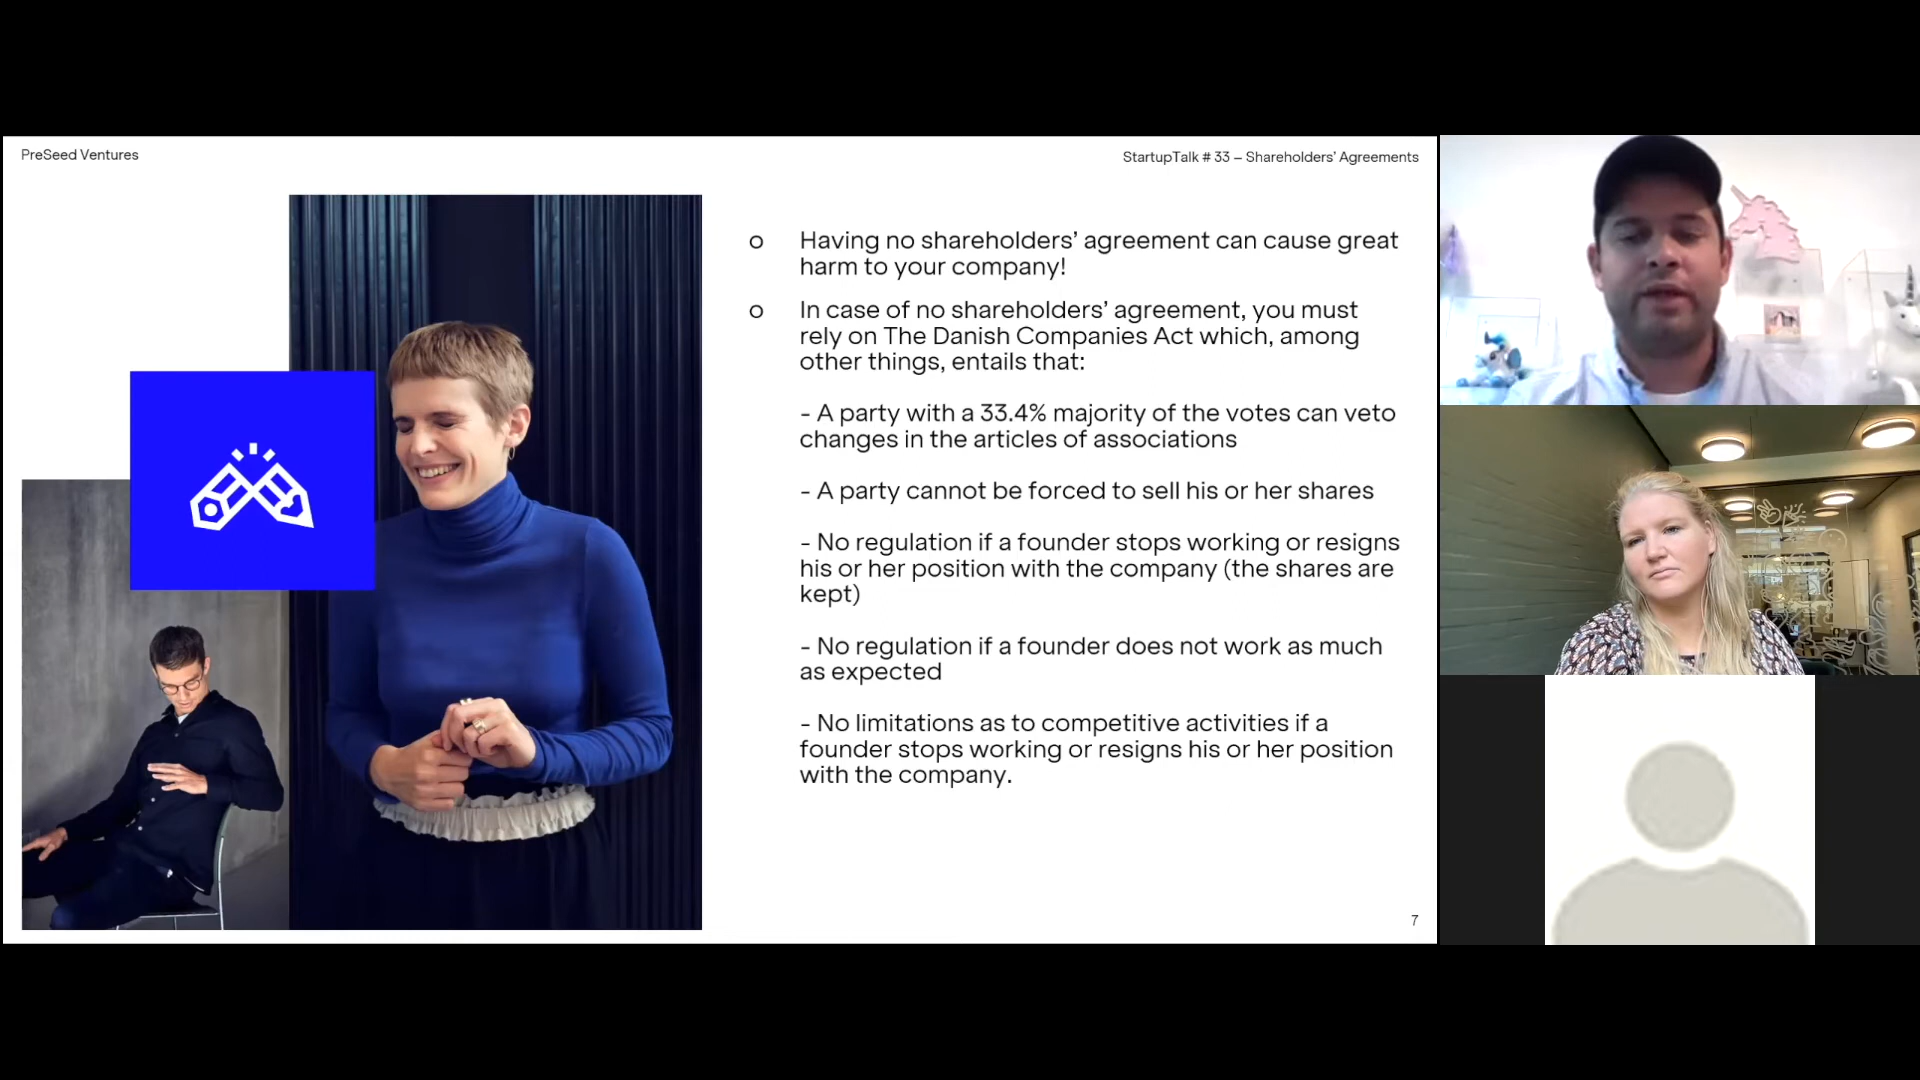 PreSeed Ventures
StartupTalk # 33 – Shareholders’ Agreements
o Having no shareholders’ agreement can cause great
harm to your company!
o In case of no shareholders’ agreement, you must
rely on The Danish Companies Act which, among
other things, entails that:
- A party with a 33.4% majority of the votes can veto
changes in the articles of associations
- A party cannot be forced to sell his or her shares
- No regulation if a founder stops working or resigns
his or her position with the company (the shares are
kept)
- No regulation if a founder does not work as much
as expected
- No limitations as to competitive activities if a
founder stops working or resigns his or her position
with the company.
7